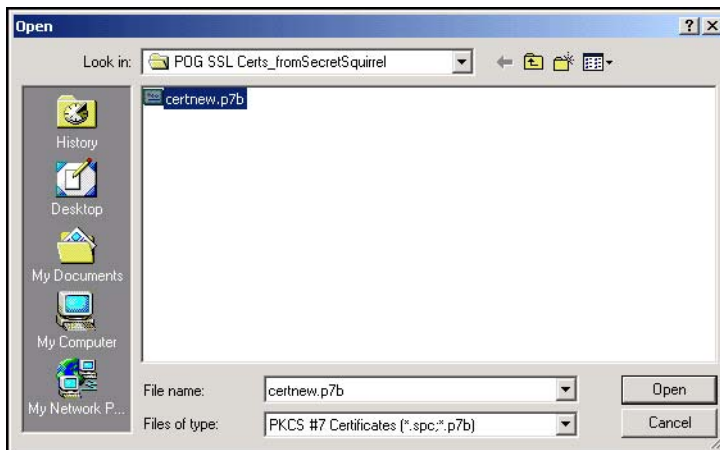 Open
Look in: POG SSL Certs_fromSecretSquirrel
certnew.p7b
History
Desktop
My Documents
My Computer
My Network P...
File name: certnew.p7b Open
Files of type: PKCS #7 Certificates (*.spc;*.p7b) Cancel